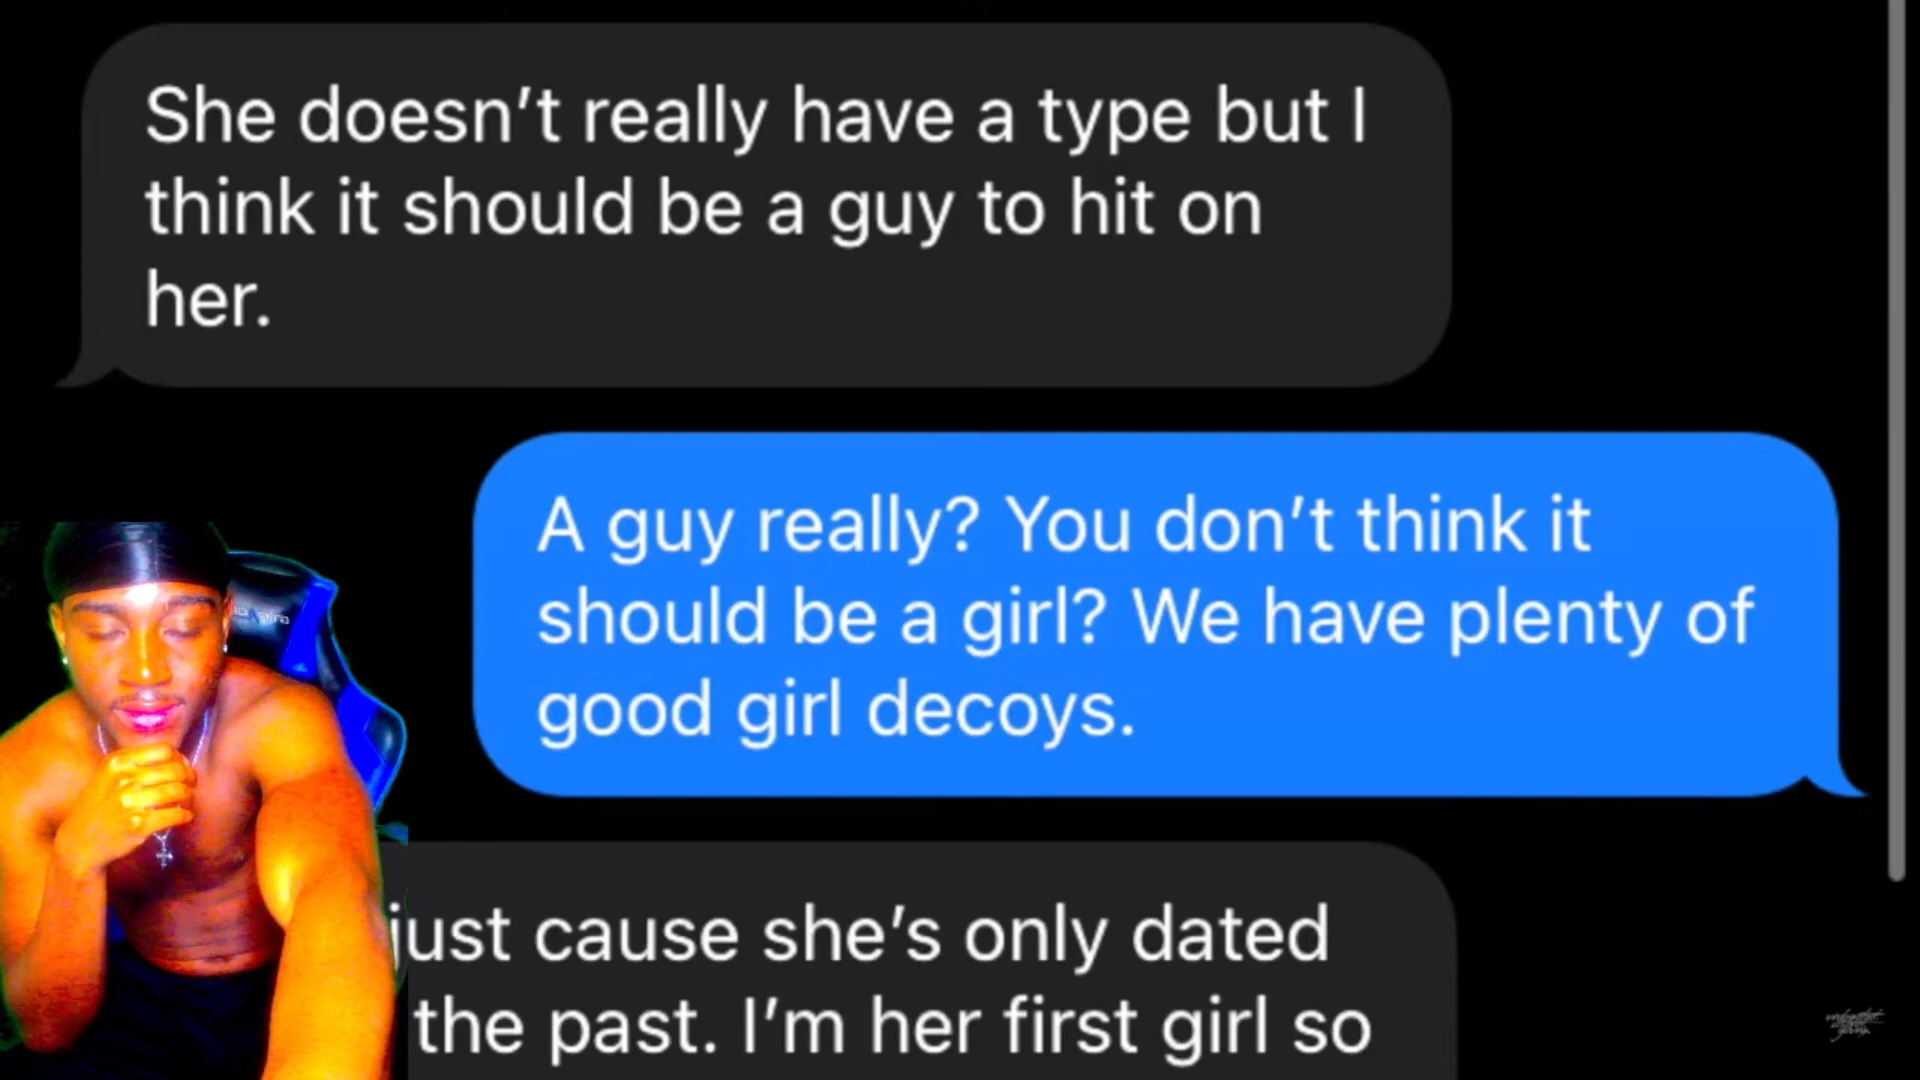 She doesn’t really have a type but I
think it should be a guy to hit on
her.
A guy really? You don’t think it
should be a girl? We have plenty of
good girl decoys.
just cause she’s only dated
the past. I’m her first girl so